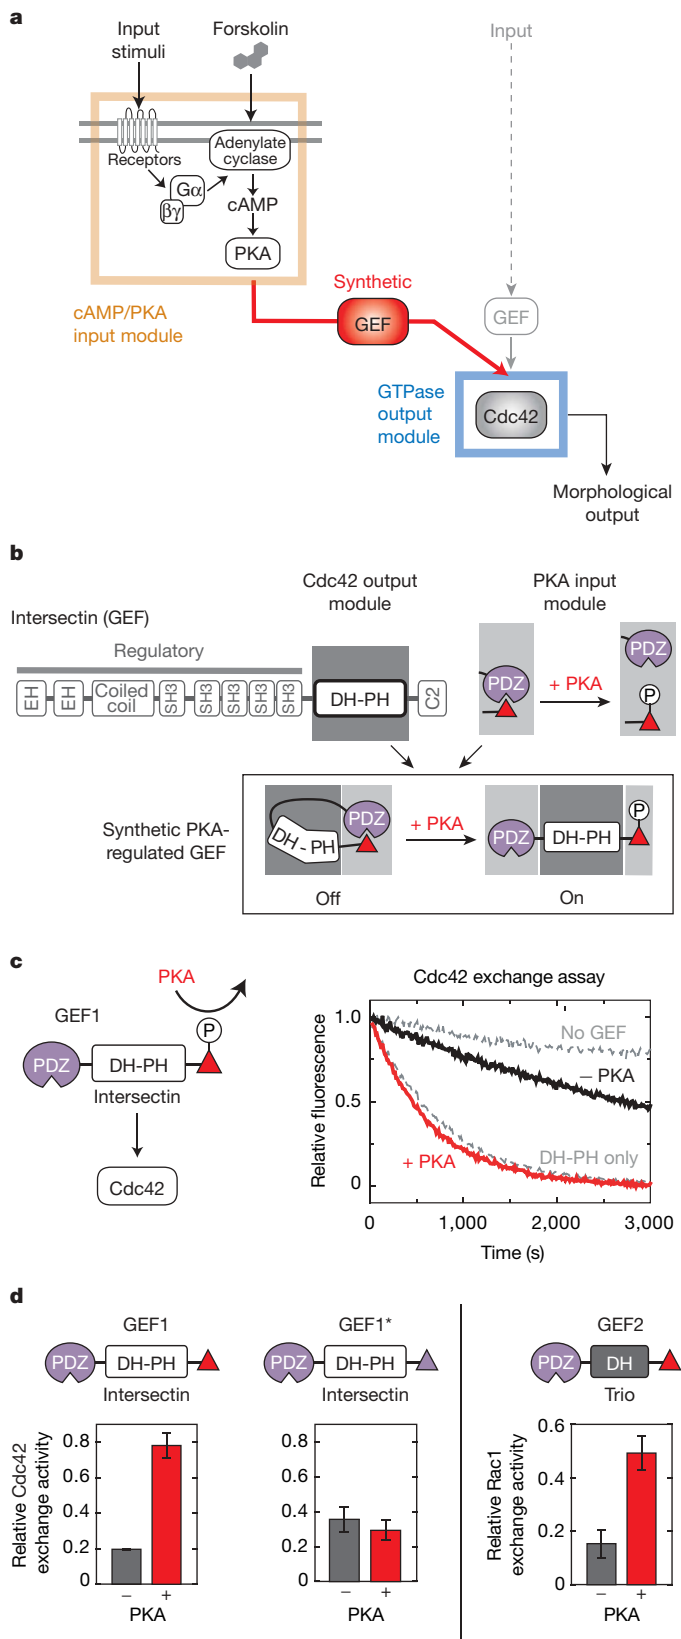 a
Input
stimuli
Forskolin
Input
Receptors
Adenylate
cyclase
Gα
βγ
cAMP
PKA
Synthetic
cAMP/PKA
input module
GEF
GEF
GTPase
output
module
Cdc42
Morphological
output
b
Cdc42 output
module
PKA input
module
Intersectin (GEF)
Regulatory
EH
EH
Coiled
coil
SH3
SH3
SH3
SH3
SH3
DH-PH
C2
PDZ
+ PKA
PDZ
P
Synthetic PKA-
regulated GEF
DH - PH
PDZ
+ PKA
PDZ
DH-PH
P
Off
On
c
PKA
GEF1
P
PDZ
DH-PH
Intersectin
Cdc42
Cdc42 exchange assay
Relative fluorescence
1.0
0.5
0
No GEF
– PKA
+ PKA
DH-PH only
0
1,000
2,000
3,000
Time (s)
d
GEF1
PDZ
DH-PH
Intersectin
Relative Cdc42
exchange activity
0.8
0.6
0.4
0.2
0
–
+
PKA
GEF1*
PDZ
DH-PH
Intersectin
0.8
0.6
0.4
0.2
0
–
+
PKA
GEF2
PDZ
DH
Trio
Relative Rac1
exchange activity
0.6
0.4
0.2
0
–
+
PKA